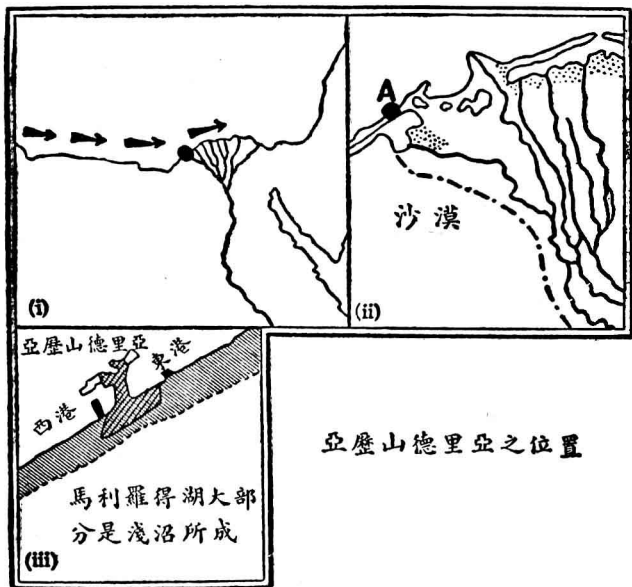 (i)
A
沙漠
(ii)
亞歷山德里亞
東港
西港
馬利羅得湖大部
分是淺沼所成
(iii)
亞歷山德里亞之位置